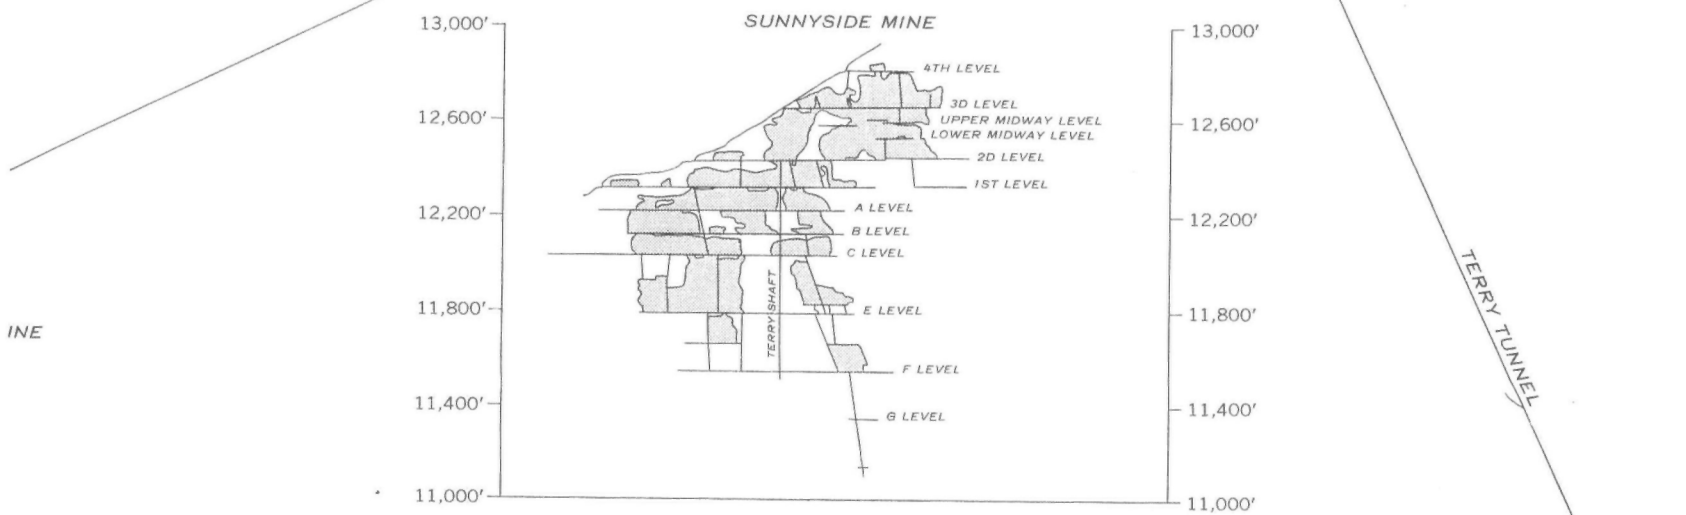 SUNNYSIDE MINE
13,000'
13,000'
4TH LEVEL
3D LEVEL
12,600'
UPPER MIDWAY LEVEL
12,600'
LOWER MIDWAY LEVEL
2D LEVEL
1ST LEVEL
12,200'
A LEVEL
12,200'
B LEVEL
C LEVEL
TERRY SHAFT
TERRY TUNNEL
11,800'
E LEVEL
11,800'
INE
F LEVEL
11,400'
G LEVEL
11,400'
11,000'
11,000'